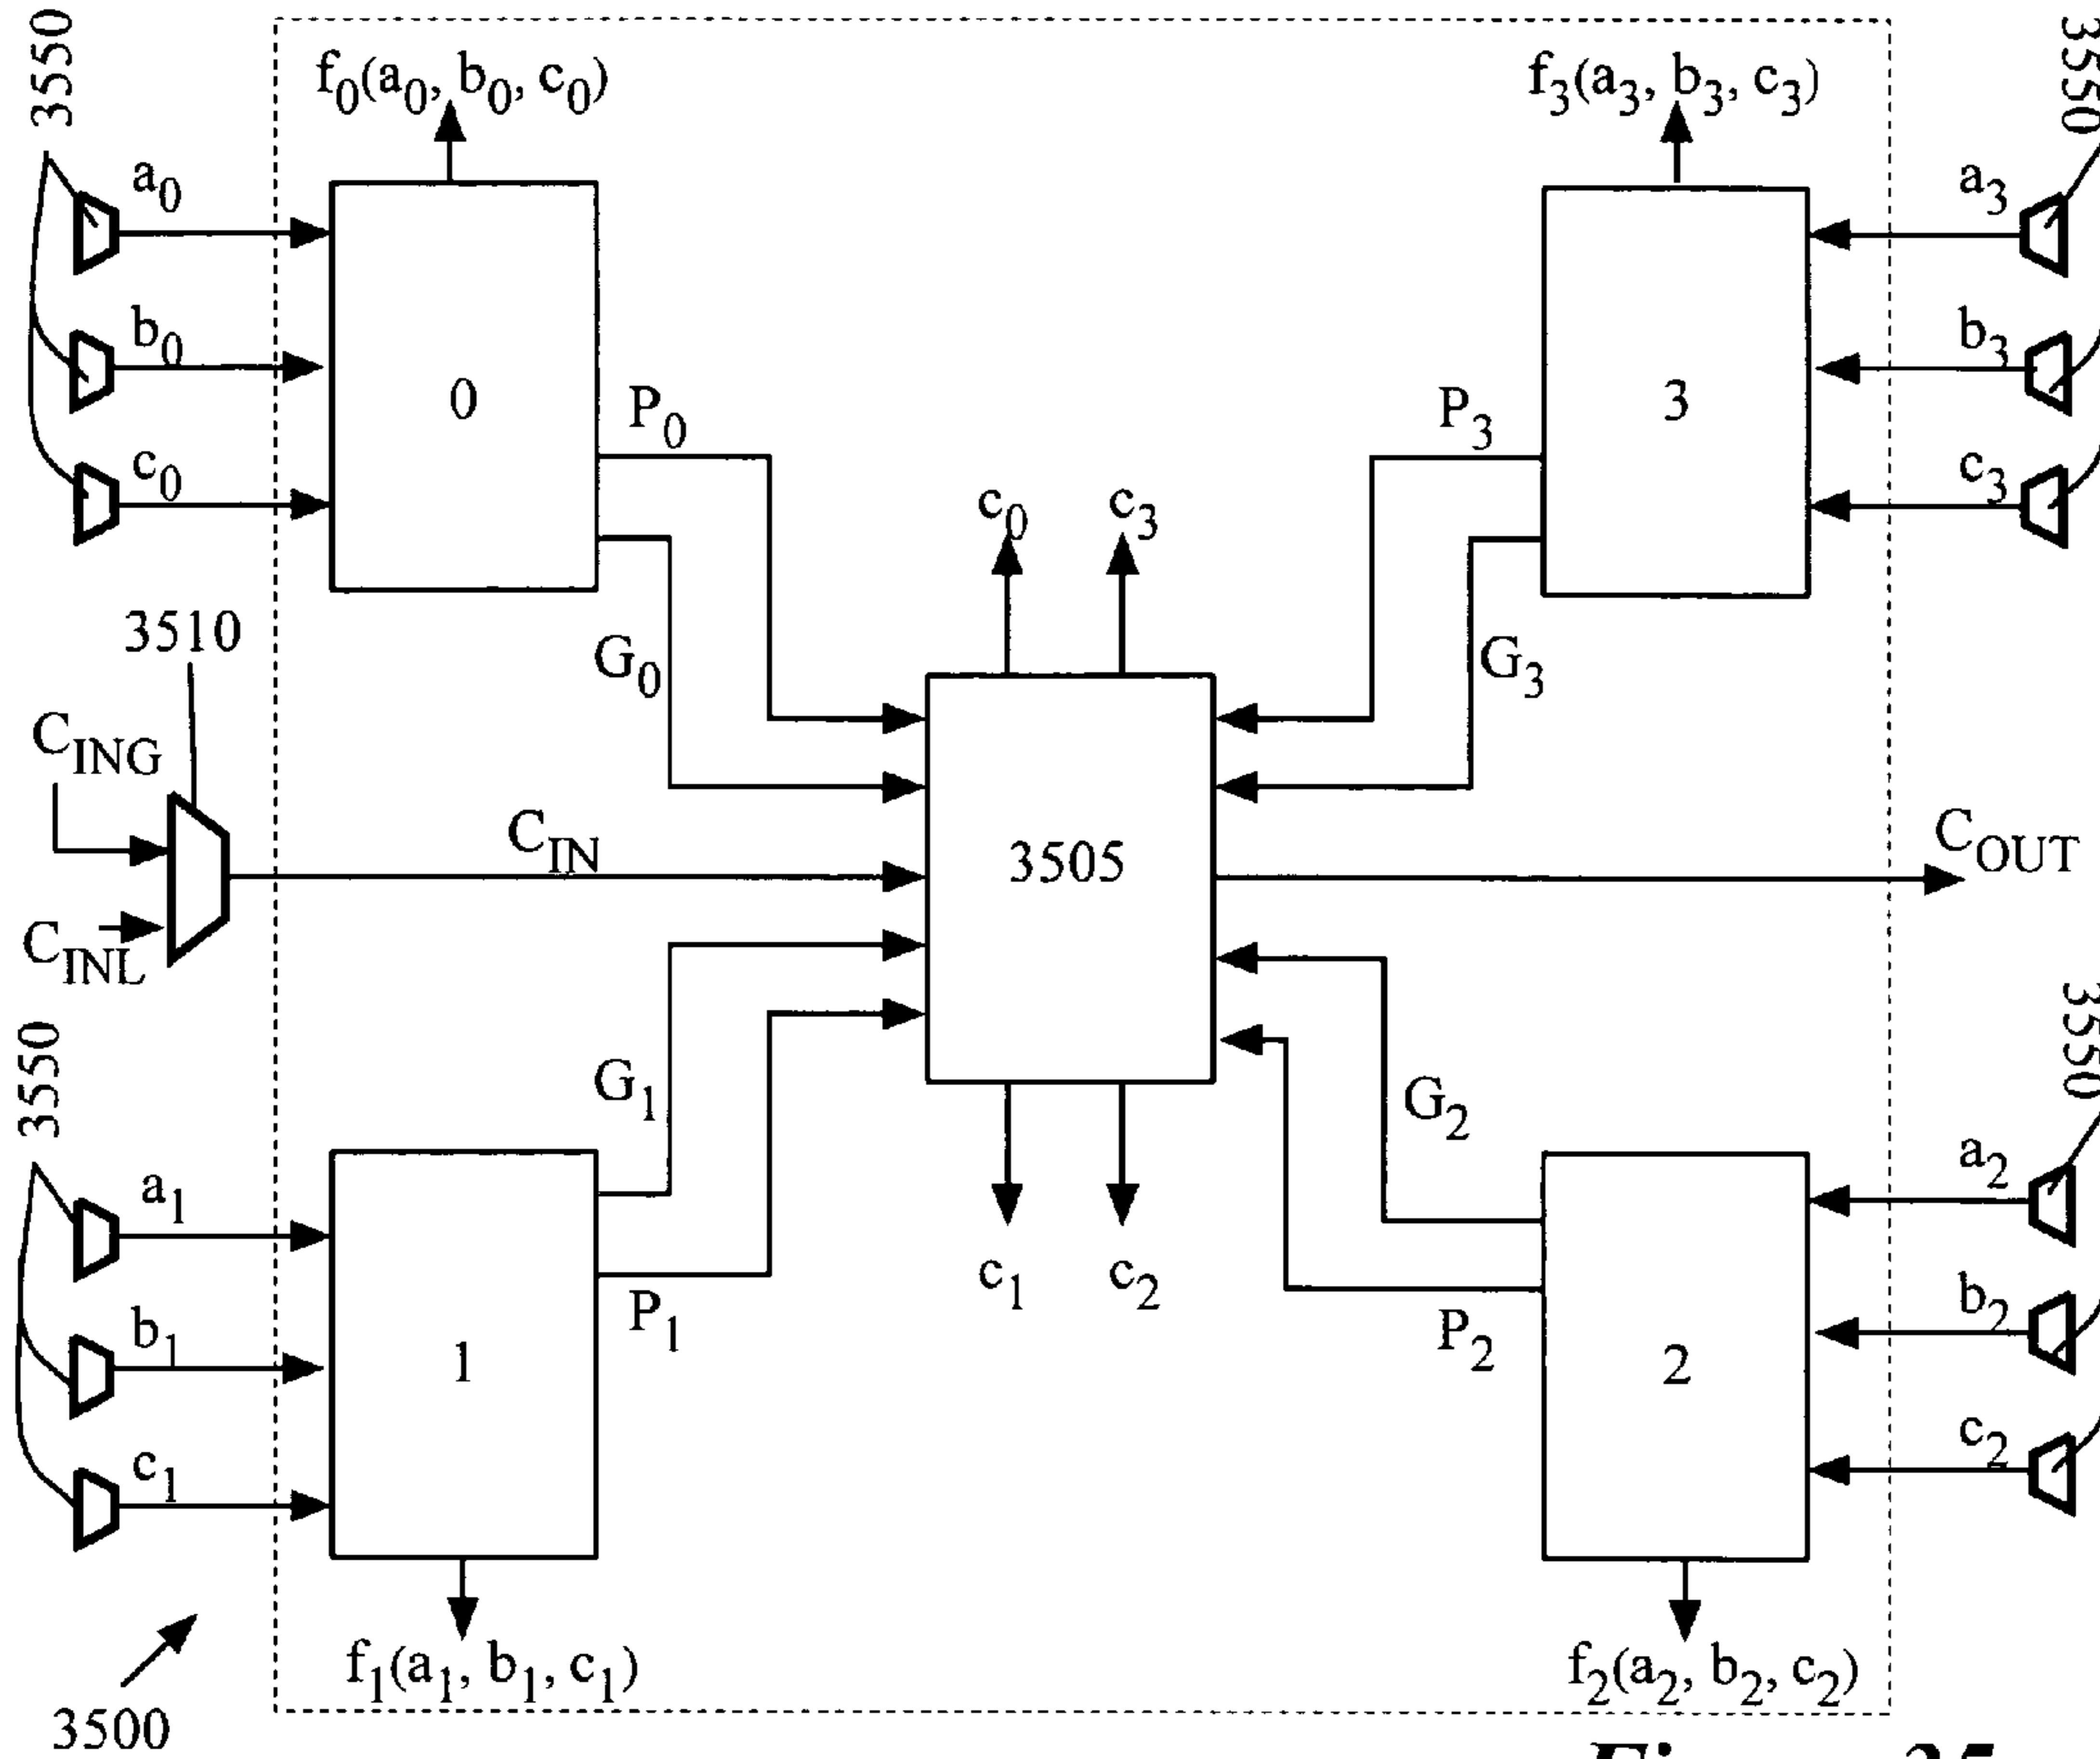 3550
f0(a0, b0, c0)
f3(a3, b3, c3)
3550
a0
a3
b0
b3
0
3
P0
P3
c0
c3
c0
c3
3510
G0
G3
CING
CIN
3505
COUT
CINL
3550
3550
G1
G2
a1
a2
c1
c2
b1
b2
P1
P2
1
2
c1
c2
f1(a1, b1, c1)
f2(a2, b2, c2)
3500